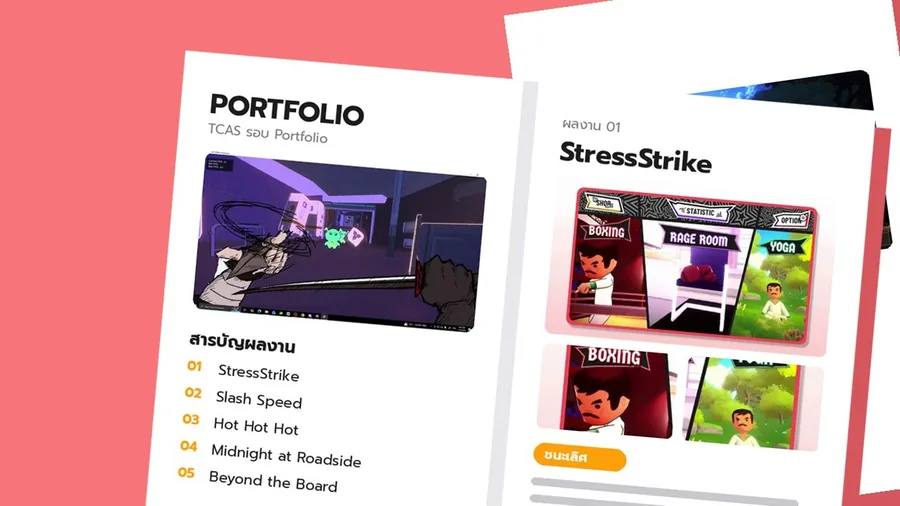 PORTFOLIO
TCAS รอบ Portfolio
สารบัญผลงาน
01 StressStrike
02 Slash Speed
03 Hot Hot Hot
04 Midnight at Roadside
05 Beyond the Board
ผลงาน 01
StressStrike
SHOP
STATISTIC
OPTION
BOXING
RAGE ROOM
YOGA
BOXING
ชนะเลิศ